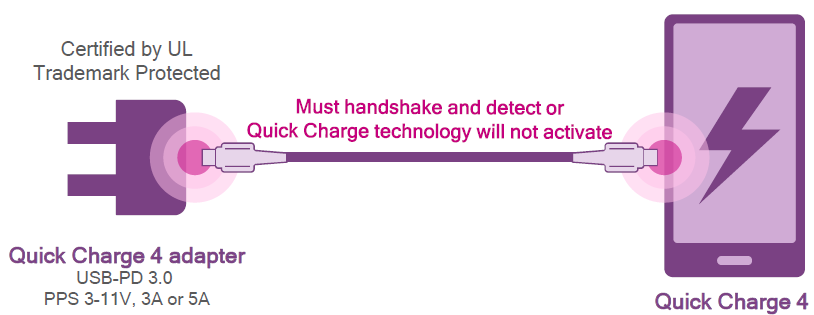 Certified by UL
Trademark Protected
Must handshake and detect or
Quick Charge technology will not activate
Quick Charge 4 adapter
USB-PD 3.0
PPS 3-11V, 3A or 5A
Quick Charge 4